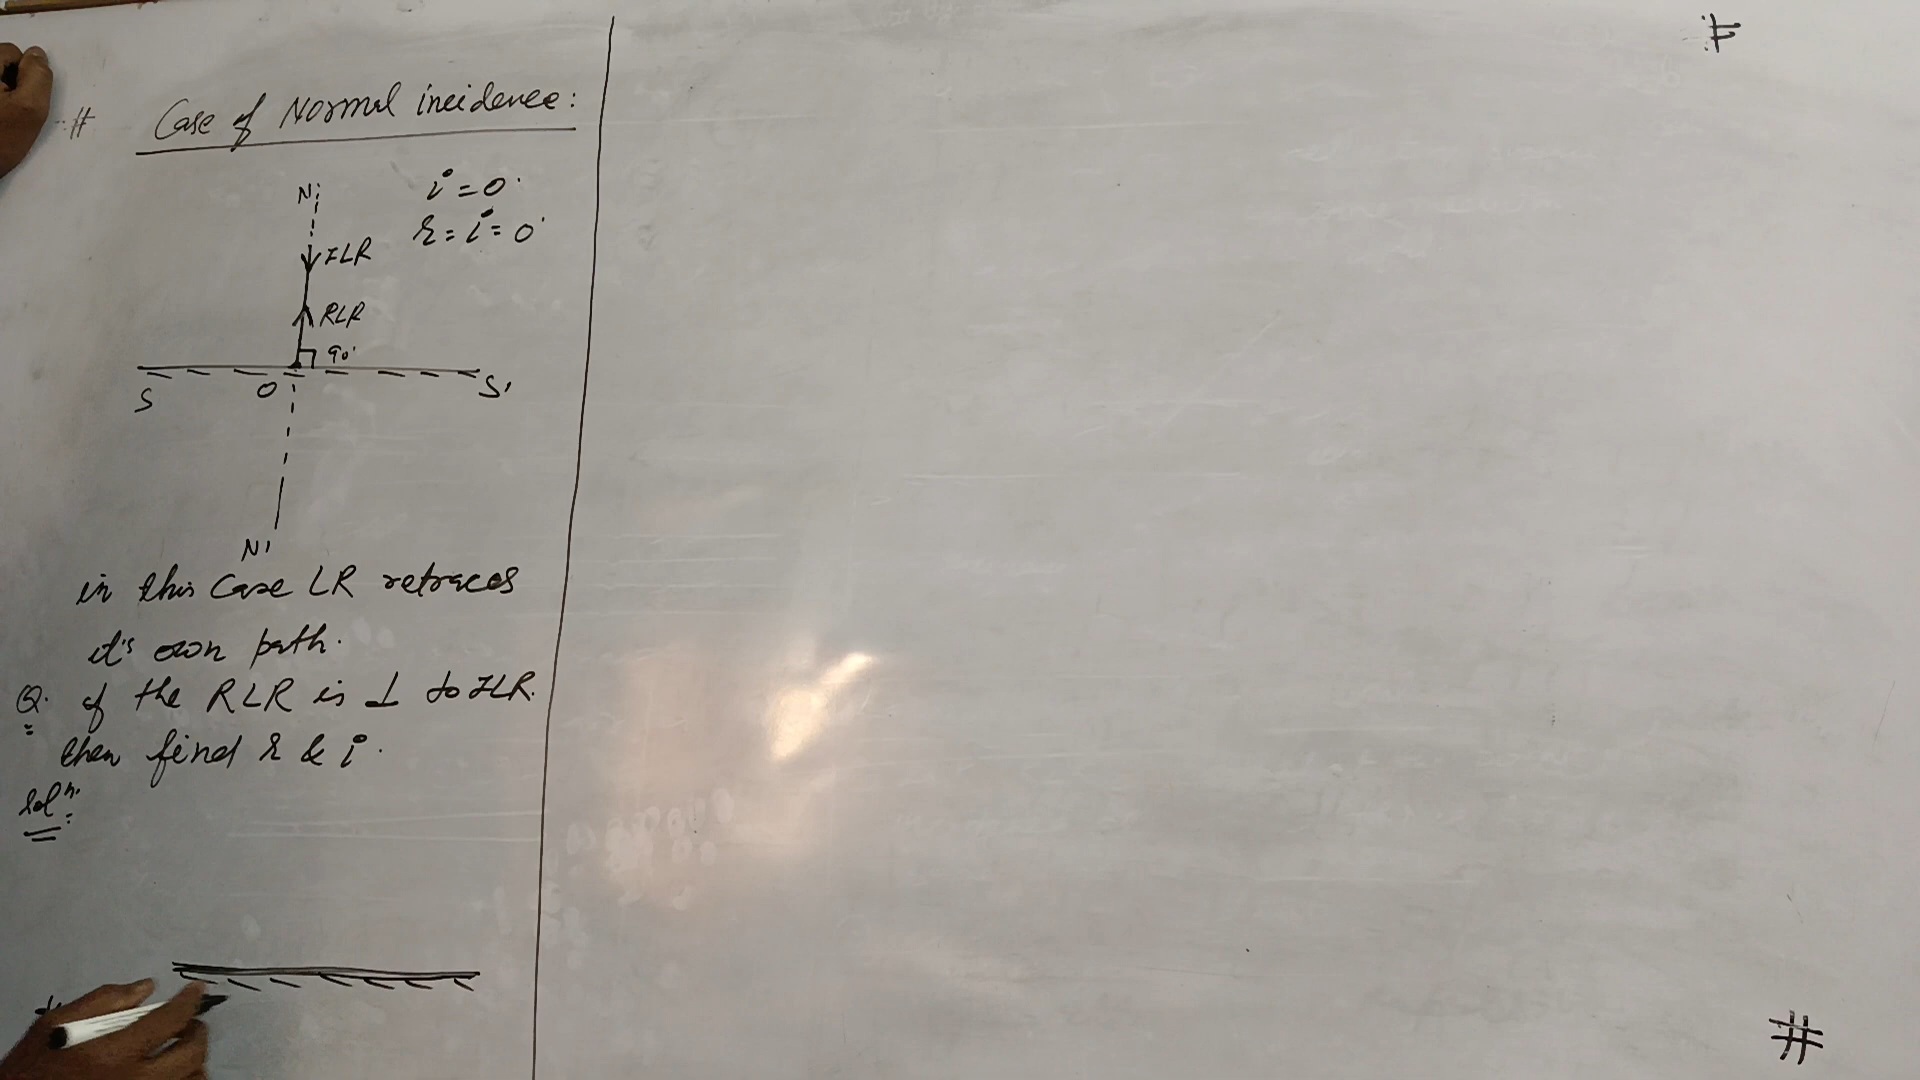 # Case of Normal incidence:
N
i = 0°
r = i = 0°
ILR
RLR
90°
S O S'
N'
in this Case LR retraces
it's own path.
Q. if the RLR is ⊥ to ILR.
then find r & i.
Solⁿ:
#